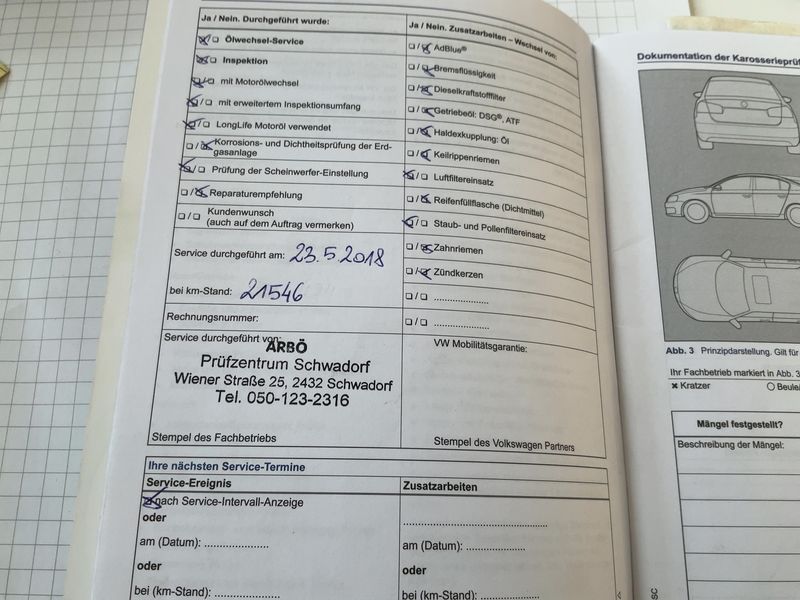 Ja / Nein. Durchgeführt wurde:
❏/❏ Ölwechsel-Service
❏/❏ Inspektion
❏/❏ mit Motorölwechsel
❏/❏ mit erweitertem Inspektionsumfang
❏/❏ LongLife Motoröl verwendet
❏/❏ Korrosions- und Dichtheitsprüfung der Erd-
gasanlage
❏/❏ Prüfung der Scheinwerfer-Einstellung
❏/❏ Reparaturempfehlung
❏/❏ Kundenwunsch
(auch auf dem Auftrag vermerken)
Service durchgeführt am: 23.5.2018
bei km-Stand: 21546
Rechnungsnummer:
Service durchgeführt von:
ARBÖ
Prüfzentrum Schwadorf
Wiener Straße 25, 2432 Schwadorf
Tel. 050-123-2316
Stempel des Fachbetriebs
Ja / Nein. Zusatzarbeiten – Wechsel von:
❏/❏ AdBlue®
❏/❏ Bremsflüssigkeit
❏/❏ Dieselkraftstofffilter
❏/❏ Getriebeöl: DSG®, ATF
❏/❏ Haldexkupplung: Öl
❏/❏ Keilrippenriemen
❏/❏ Luftfiltereinsatz
❏/❏ Reifenfüllflasche (Dichtmittel)
❏/❏ Staub- und Pollenfiltereinsatz
❏/❏ Zahnriemen
❏/❏ Zündkerzen
❏/❏ ......................
❏/❏ ......................
VW Mobilitätsgarantie:
Stempel des Volkswagen Partners
Ihre nächsten Service-Termine
Service-Ereignis
❏ nach Service-Intervall-Anzeige
oder
am (Datum): ....................
oder
bei (km-Stand): ....................
Zusatzarbeiten
............................................
am (Datum): ....................
oder
bei (km-Stand): ....................
Dokumentation der Karosserieprüf
Abb. 3 Prinzipdarstellung. Gilt für
Ihr Fachbetrieb markiert in Abb. 3
✖ Kratzer
○ Beule
Mängel festgestellt?
Beschreibung der Mängel: